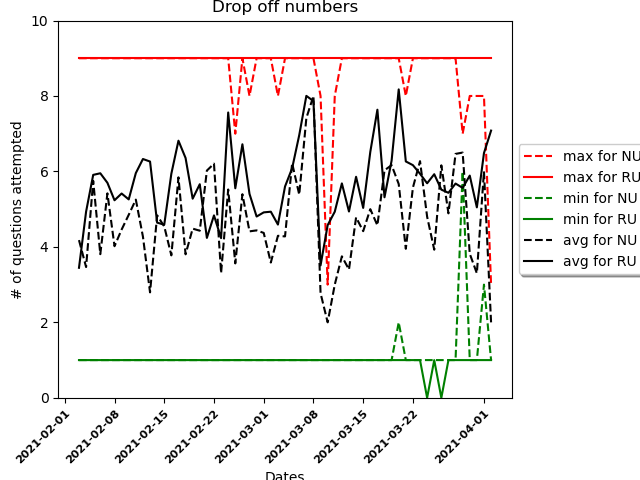 Drop off numbers
# of questions attempted
10
8
6
4
2
0
2021-02-01
2021-02-08
2021-02-15
2021-02-22
2021-03-01
2021-03-08
2021-03-15
2021-03-22
2021-04-01
Dates
max for NU
max for RU
min for NU
min for RU
avg for NU
avg for RU